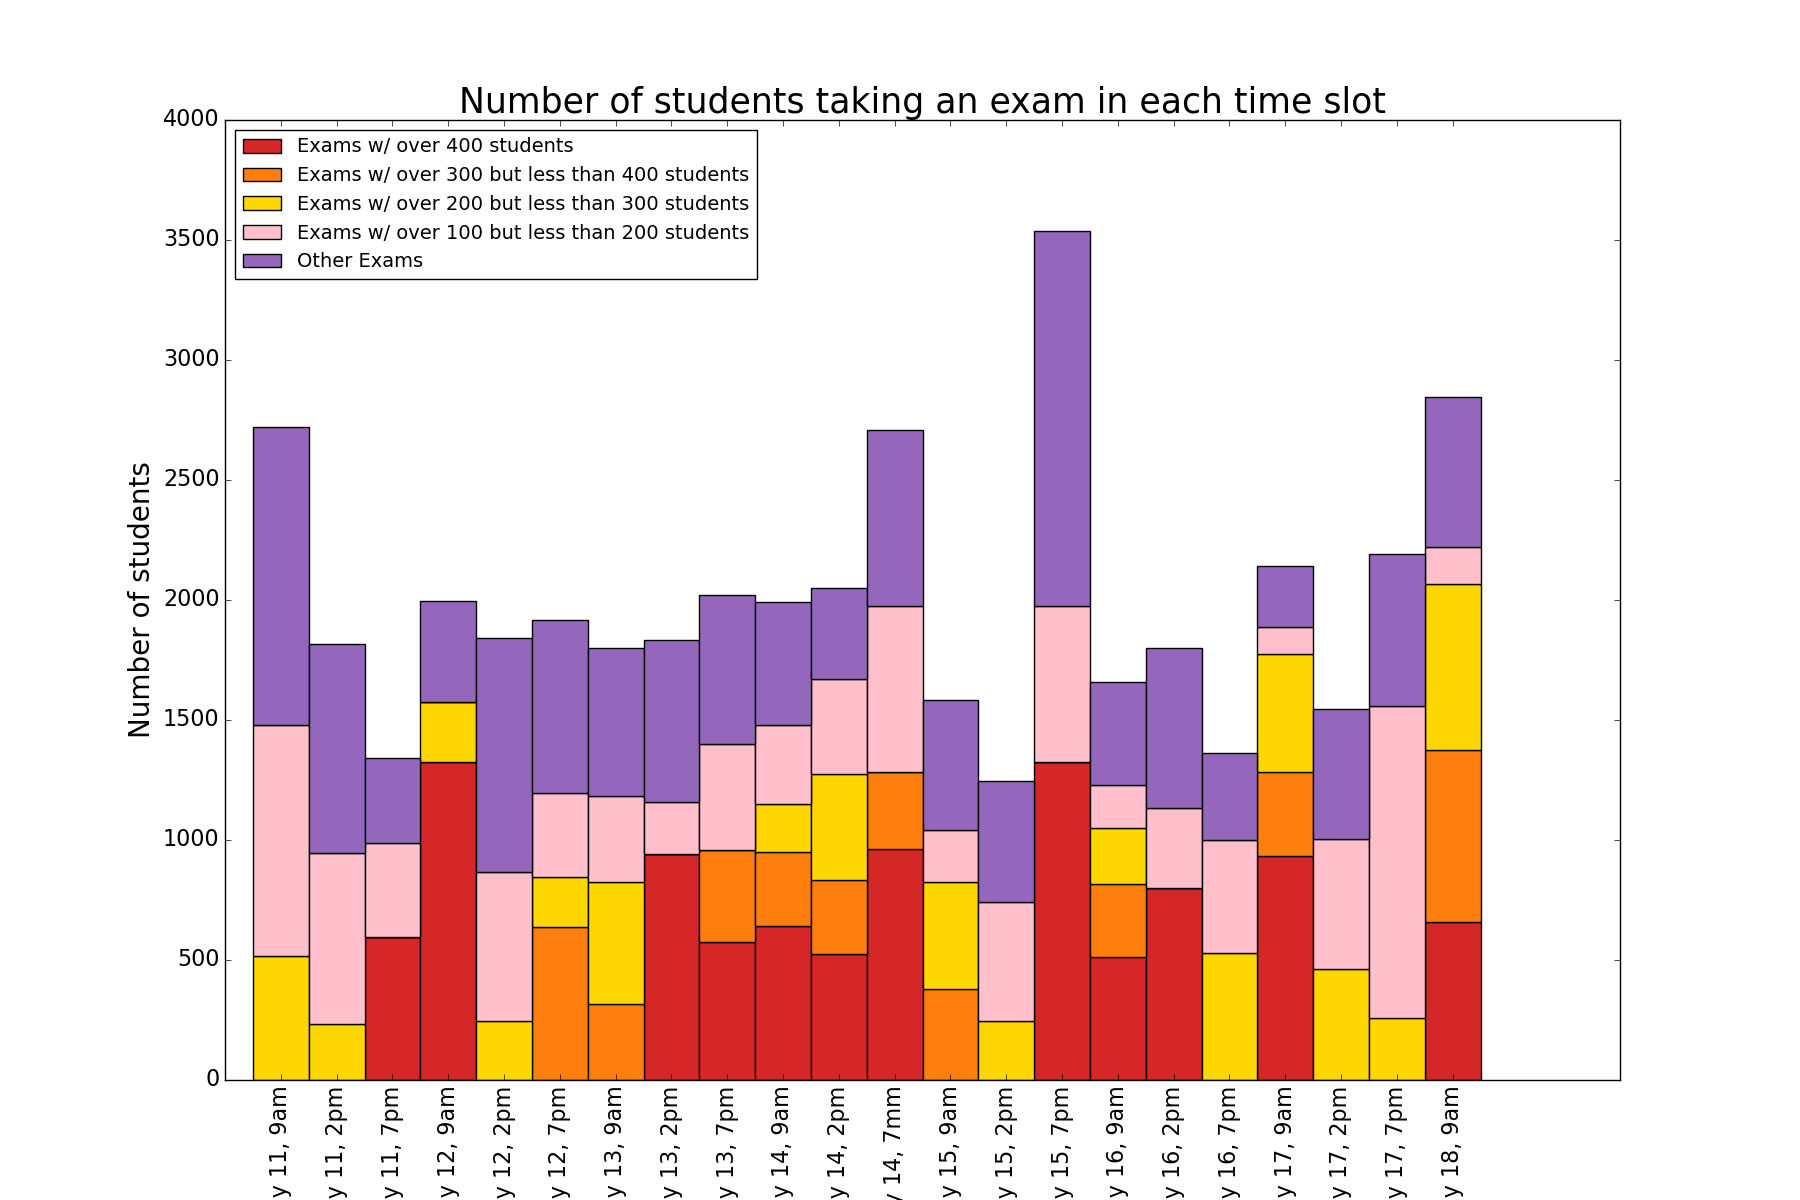 Number of students taking an exam in each time slot
4000
3500
3000
2500
2000
1500
1000
500
0
Number of students
Exams w/ over 400 students
Exams w/ over 300 but less than 400 students
Exams w/ over 200 but less than 300 students
Exams w/ over 100 but less than 200 students
Other Exams
y 11, 9am
y 11, 2pm
y 11, 7pm
y 12, 9am
y 12, 2pm
y 12, 7pm
y 13, 9am
y 13, 2pm
y 13, 7pm
y 14, 9am
y 14, 2pm
y 14, 7mm
y 15, 9am
y 15, 2pm
y 15, 7pm
y 16, 9am
y 16, 2pm
y 16, 7pm
y 17, 9am
y 17, 2pm
y 17, 7pm
y 18, 9am